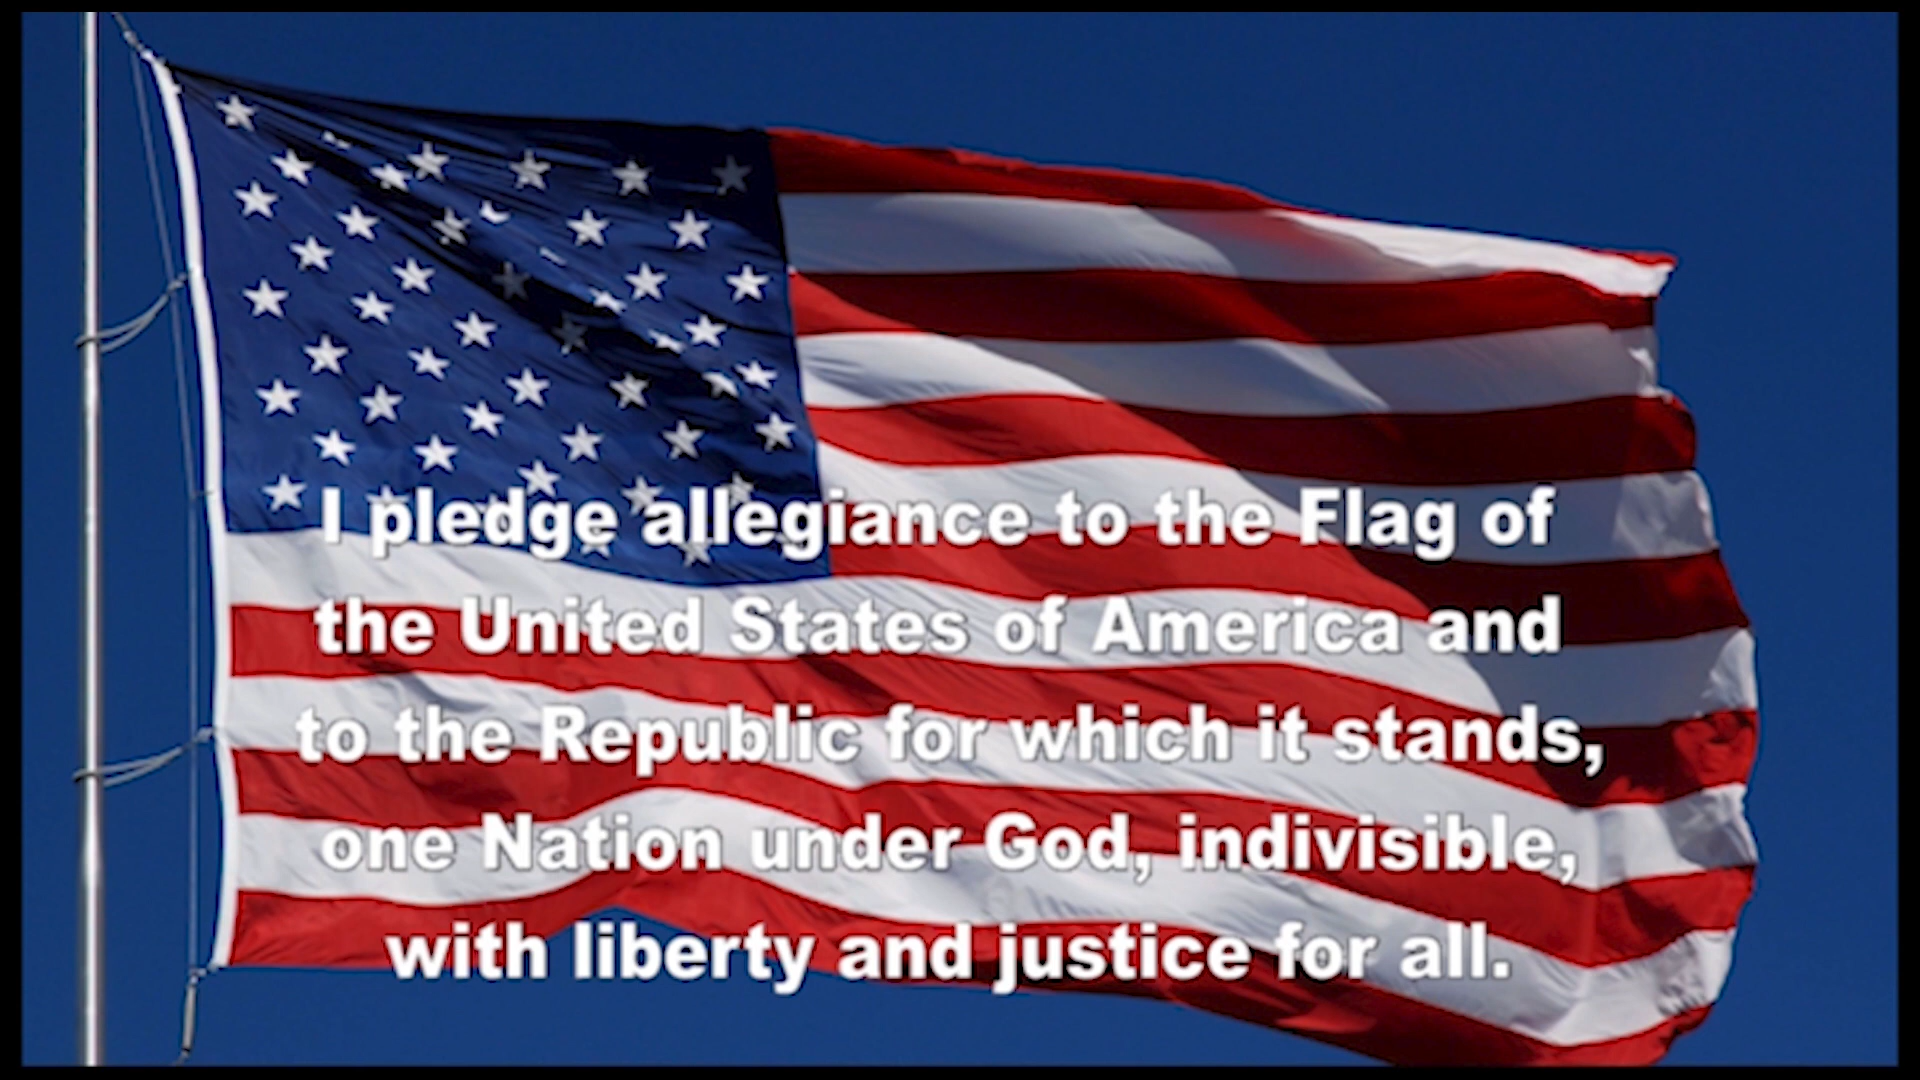 I pledge allegiance to the Flag of
the United States of America and
to the Republic for which it stands,
one Nation under God, indivisible,
with liberty and justice for all.